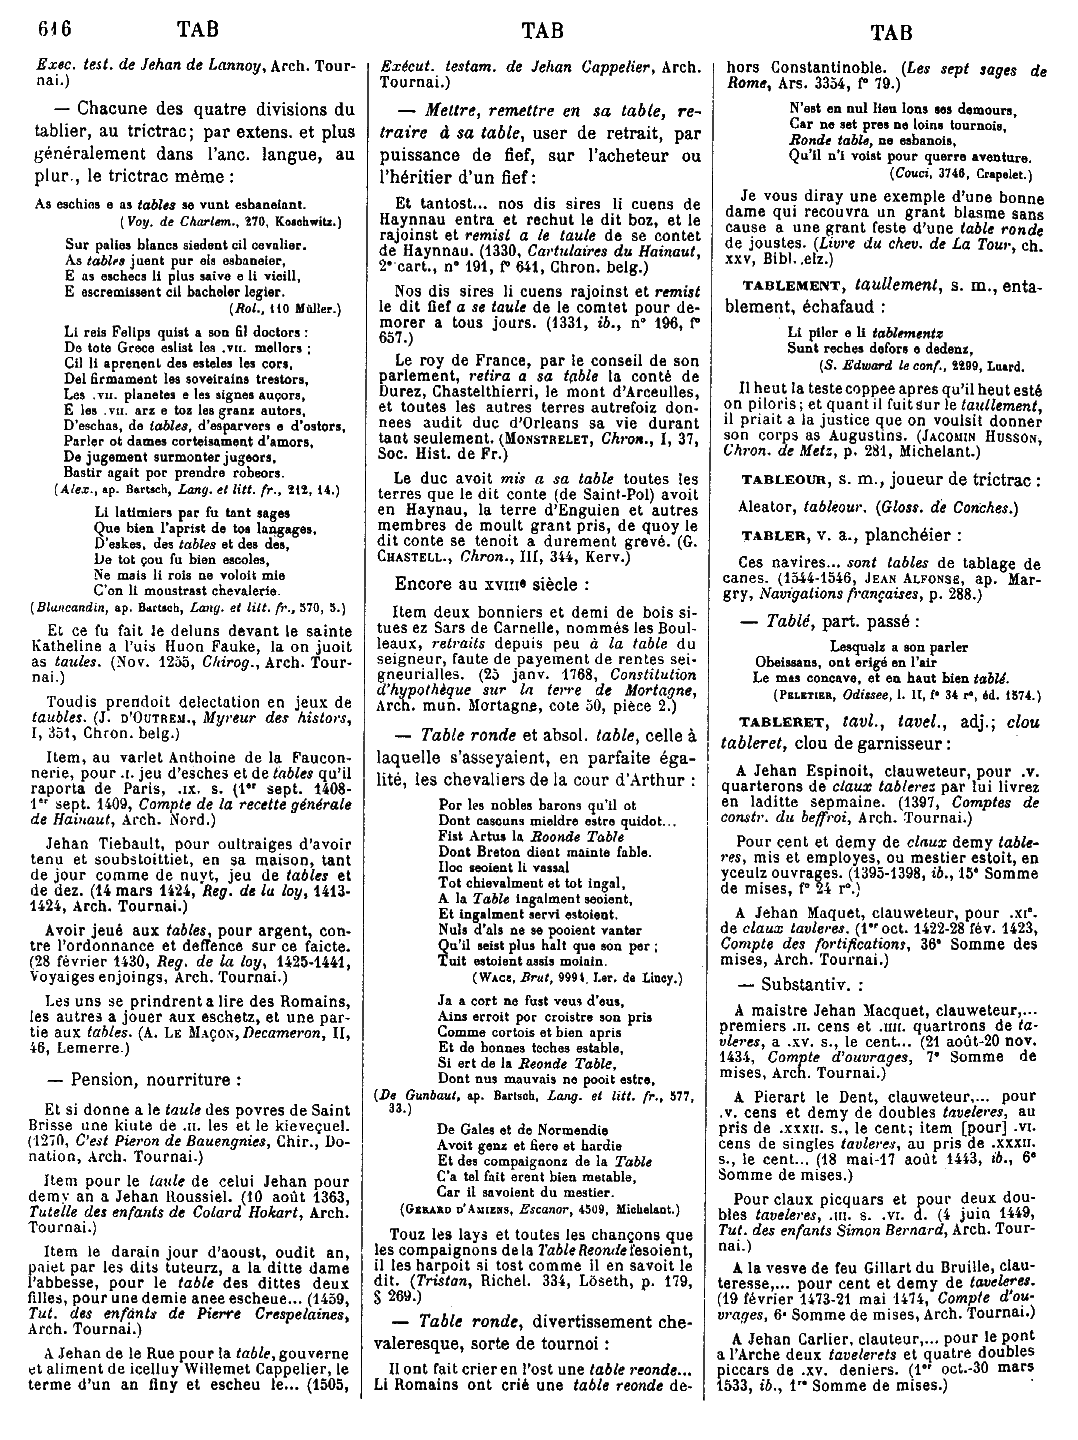 616 TAB TAB TAB
Exec. test. de Jehan de Lannoy, Arch. Tour-
nai.)
— Chacune des quatre divisions du
tablier, au trictrac; par extens. et plus
généralement dans l'anc. langue, au
plur., le trictrac même :
As eschies e as tables se vunt esbaneiant.
(Voy. de Charlem., 270, Koschwitz.)
Sur palies blancs siedent cil cevalier.
As tables juent pur els esbaneier,
E as eschecs li plus saive e li vieill,
E escremissent cil bacheler legier.
(Rol., 110 Müller.)
Li reis Felips quist a son fil doctors :
De tote Grece eslist les .VII. mellors ;
Cil li aprenent des esteles les cors,
Del firmament les soveirains trestors,
Les .VII. planetes e les signes auçors,
E les .VII. arz e toz les granz autors,
D'eschas, de tables, d'esparvers e d'ostors,
Parler ot dames corteisament d'amors,
De jugement surmonter jugeors,
Bastir agait por prendre robeors.
(Alex., ap. Bartsch, Lang. et litt. fr., 212, 14.)
Li latimiers par fu tant sages
Que bien l'aprist de tos langages,
D'eskes, des tables et des des,
De tot çou fu bien escoles,
Ne mais li rois ne voloit mie
C'on li moustrast chevalerie.
(Blancandin, ap. Bartsch, Lang. et litt. fr., 570, 5.)
Et ce fu fait le deluns devant le sainte
Katheline a l'uis Huon Fauke, la on juoit
as taules. (Nov. 1255, Chirog., Arch. Tour-
nai.)
Toudis prendoit delectation en jeux de
taubles. (J. D'OUTREM., Myreur des histors,
I, 351, Chron. belg.)
Item, au varlet Anthoine de la Faucon-
nerie, pour .I. jeu d'esches et de tables qu'il
raporta de Paris, .IX. s. (1er sept. 1408-
1er sept. 1409, Compte de la recette générale
de Hainaut, Arch. Nord.)
Jehan Tiebault, pour oultraiges d'avoir
tenu et soubstoittiet, en sa maison, tant
de jour comme de nuyt, jeu de tables et
de dez. (14 mars 1424, Reg. de la loy, 1413-
1424, Arch. Tournai.)
Avoir jeué aux tables, pour argent, con-
tre l'ordonnance et deffence sur ce faicte.
(28 février 1430, Reg. de la loy, 1425-1441,
Voyaiges enjoings, Arch. Tournai.)
Les uns se prindrent a lire des Romains,
les autres a jouer aux eschetz, et une par-
tie aux tables. (A. LE MAÇON, Decameron, II,
46, Lemerre.)
— Pension, nourriture :
Et si donne a le taule des povres de Saint
Brisse une kiute de .II. les et le kieveçuel.
(1270, C'est Pieron de Bauengnies, Chir., Do-
nation, Arch. Tournai.)
Item pour le taule de celui Jehan pour
demy an a Jehan Roussiel. (10 août 1363,
Tutelle des enfants de Colard Hokart, Arch.
Tournai.)
Item le darain jour d'aoust, oudit an,
paiet par les dits tuteurz, a la ditte dame
l'abbesse, pour le table des dittes deux
filles, pour une demie anee escheue... (1459,
Tut. des enfants de Pierre Crespelaines,
Arch. Tournai.)
A Jehan de le Rue pour la table, gouverne
et aliment de icelluy Willemet Cappelier, le
terme d'un an finy et escheu le... (1505,
Exécut. testam. de Jehan Cappelier, Arch.
Tournai.)
— Mettre, remettre en sa table, re-
traire à sa table, user de retrait, par
puissance de fief, sur l'acheteur ou
l'héritier d'un fief :
Et tantost... nos dis sires li cuens de
Haynnau entra et rechut le dit boz, et le
rajoinst et remist a le taule de se contet
de Haynnau. (1330, Cartulaires du Hainaut,
2e cart., n° 191, f° 641, Chron. belg.)
Nos dis sires li cuens rajoinst et remist
le dit fief a se taule de le comtet pour de-
morer a tous jours. (1331, ib., n° 196, f°
657.)
Le roy de France, par le conseil de son
parlement, retira a sa table la conté de
Durez, Chastelthierri, le mont d'Arceulles,
et toutes les autres terres autrefoiz don-
nees audit duc d'Orleans sa vie durant
tant seulement. (MONSTRELET, Chron., I, 37,
Soc. Hist. de Fr.)
Le duc avoit mis a sa table toutes les
terres que le dit conte (de Saint-Pol) avoit
en Haynau, la terre d'Enguien et autres
membres de moult grant pris, de quoy le
dit conte se tenoit a durement grevé. (G.
CHASTELL., Chron., III, 344, Kerv.)
Encore au XVIIIe siècle :
Item deux bonniers et demi de bois si-
tues ez Sars de Carnelle, nommés les Boul-
leaux, retraits depuis peu à la table du
seigneur, faute de payement de rentes sei-
gneurialles. (25 janv. 1768, Constitution
d'hypothèque sur la terre de Mortagne,
Arch. mun. Mortagne, cote 50, pièce 2.)
— Table ronde et absol. table, celle à
laquelle s'asseyaient, en parfaite éga-
lité, les chevaliers de la cour d'Arthur :
Por les nobles barons qu'il ot
Dont cascuns mieldre estre quidot...
Fist Artus la Roonde Table
Dont Breton dient mainte fable.
Iloc seoient li vassal
Tot chievalment et tot ingal,
A la Table ingalment seoient,
Et ingalment servi estoient.
Nuls d'als ne se pooient vanter
Qu'il seist plus halt que son per ;
Tuit estoient assis moiain.
(WACE, Brut, 9994, Ler. de Lincy.)
Ja a cort ne fust veus d'eus,
Ains erroit por croistre son pris
Comme cortois et bien apris
Et de bonnes teches estable,
Si ert de la Reonde Table,
Dont nus mauvais ne pooit estre,
(De Gunbaut, ap. Bartsch, Lang. et litt. fr., 577,
33.)
De Gales et de Normendie
Avoit genz et fiere et hardie
Et des compaignonz de la Table
C'a tel fait erent bien metable,
Car il savoient du mestier.
(GERARD D'AMIENS, Escanor, 4509, Michelant.)
Touz les lays et toutes les chançons que
les compaignons de la Table Reonde fesoient,
il les harpoit si tost comme il en savoit le
dit. (Tristan, Richel. 334, Löseth, p. 179,
§ 269.)
— Table ronde, divertissement che-
valeresque, sorte de tournoi :
Il ont fait crier en l'ost une table reonde...
Li Romains ont crié une table reonde de-
hors Constantinoble. (Les sept sages de
Rome, Ars. 3354, f° 79.)
N'est en nul lieu lons ses demours,
Car ne set pres ne loins tournois,
Ronde table, ne esbanois,
Qu'il n'i voist pour querre aventure.
(Couci, 3746, Crapelet.)
Je vous diray une exemple d'une bonne
dame qui recouvra un grant blasme sans
cause a une grant feste d'une table ronde
de joustes. (Livre du chev. de La Tour, ch.
XXV, Bibl. elz.)
TABLEMENT, taullement, s. m., enta-
blement, échafaud :
Li piler e li tablementz
Sunt reches defors e dedenz,
(S. Edward le conf., 2299, Luard.
Il heut la teste coppee apres qu'il heut esté
on piloris ; et quant il fuit sur le taullement,
il priait a la justice que on voulsit donner
son corps as Augustins. (JACOMIN HUSSON,
Chron. de Metz, p. 281, Michelant.)
TABLEOUR, s. m., joueur de trictrac :
Aleator, tableour. (Gloss. de Conches.)
TABLER, v. a., planchéier :
Ces navires... sont tables de tablage de
canes. (1544-1546, JEAN ALFONSE, ap. Mar-
gry, Navigations françaises, p. 288.)
— Tablé, part. passé :
Lesquelz a son parler
Obeissans, ont erigé en l'air
Le mas concave, et en haut bien tablé.
(PELETIER, Odissee, l. II, f° 34 r°, éd. 1574.)
TABLERET, tavl., tavel., adj.; clou
tableret, clou de garnisseur :
A Jehan Espinoit, clauweteur, pour .V.
quarterons de claux tablerez par lui livrez
en laditte sepmaine. (1397, Comptes de
constr. du beffroi, Arch. Tournai.)
Pour cent et demy de claux demy table-
res, mis et employes, ou mestier estoit, en
yceulz ouvrages. (1395-1398, ib., 15e Somme
de mises, f° 24 r°.)
A Jehan Maquet, clauweteur, pour .XIe.
de claux tavleres. (1er oct. 1422-28 fév. 1423,
Compte des fortifications, 36e Somme des
mises, Arch. Tournai.)
— Substantiv. :
A maistre Jehan Macquet, clauweteur,...
premiers .II. cens et .IIII. quartrons de ta-
vleres, a .XV. s., le cent... (21 août-20 nov.
1434, Compte d'ouvrages, 7e Somme de
mises, Arch. Tournai.)
A Pierart le Dent, clauweteur,... pour
.V. cens et demy de doubles taveleres, au
pris de .XXXII. s., le cent; item [pour] .VI.
cens de singles tavleres, au pris de .XXXII.
s., le cent... (18 mai-17 août 1443, ib., 6e
Somme de mises.)
Pour claux picquars et pour deux dou-
bles taveleres, .III. s. .VI. d. (4 juin 1449,
Tut. des enfants Simon Bernard, Arch. Tour-
nai.)
A la vesve de feu Gillart du Bruille, clau-
teresse,... pour cent et demy de taveleres.
(19 février 1473-21 mai 1474, Compte d'ou-
vrages, 6e Somme de mises, Arch. Tournai.)
A Jehan Carlier, clauteur,... pour le pont
a l'Arche deux tavelerets et quatre doubles
piccars de .XV. deniers. (1er oct.-30 mars
1533, ib., 1re Somme de mises.)